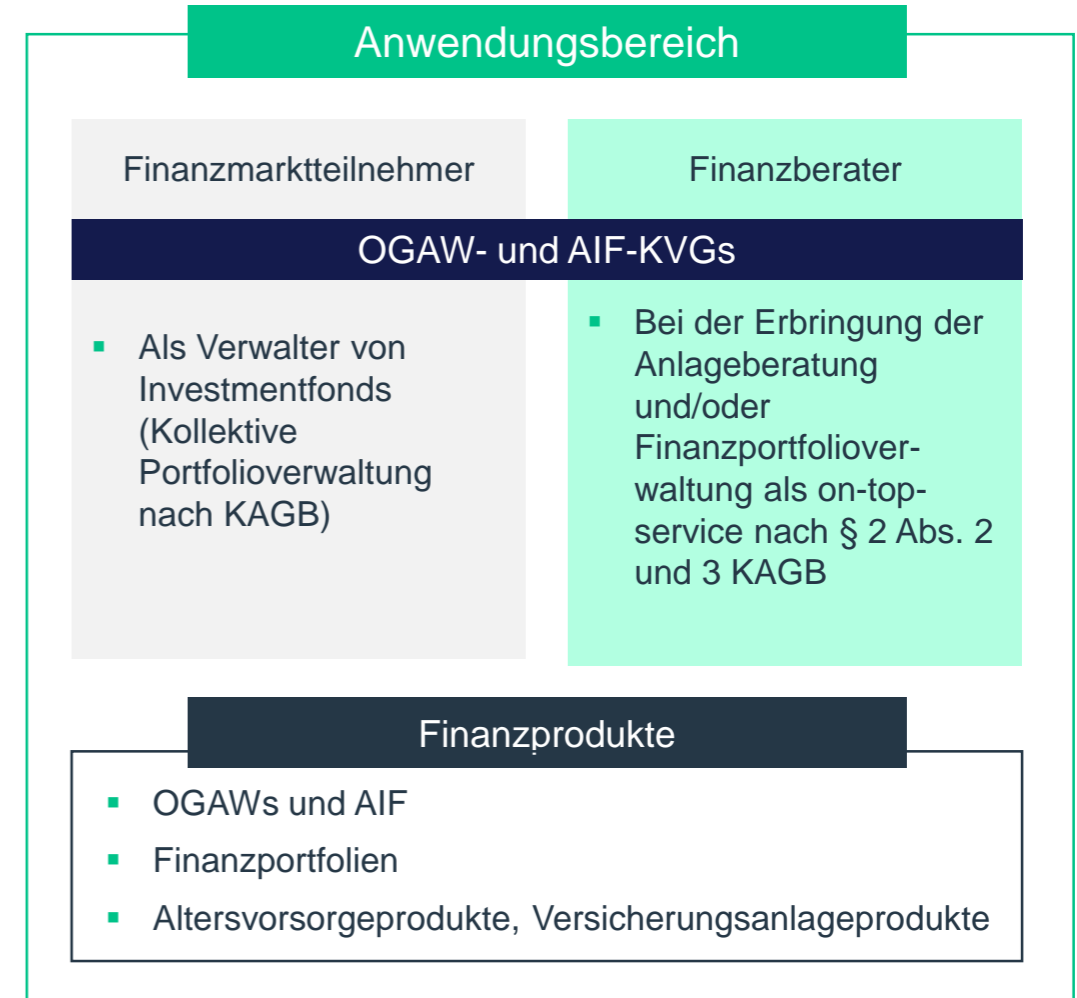 Anwendungsbereich
Finanzmarktteilnehmer
Finanzberater
OGAW- und AIF-KVGs
▪ Als Verwalter von
Investmentfonds
(Kollektive
Portfolioverwaltung
nach KAGB)
▪ Bei der Erbringung der
Anlageberatung
und/oder
Finanzportfoliover-
waltung als on-top-
service nach § 2 Abs. 2
und 3 KAGB
Finanzprodukte
▪ OGAWs und AIF
▪ Finanzportfolien
▪ Altersvorsorgeprodukte, Versicherungsanlageprodukte